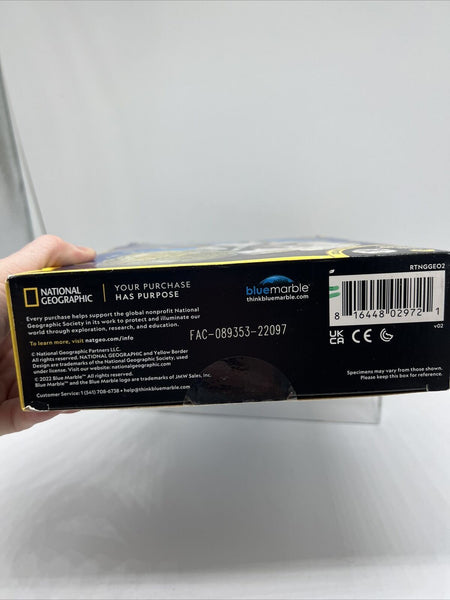 NATIONAL
GEOGRAPHIC
YOUR PURCHASE
HAS PURPOSE
Every purchase helps support the global nonprofit National
Geographic Society in its work to protect and illuminate our
world through exploration, research, and education.
To learn more, visit natgeo.com/info
© National Geographic Partners LLC.
All rights reserved. NATIONAL GEOGRAPHIC and Yellow Border
Design are trademarks of the National Geographic Society, used
under license. Visit our website: nationalgeographic.com
© 2022 Blue Marble™ All rights reserved.
Blue Marble™ and the Blue Marble logo are trademarks of JMW Sales, Inc.
Customer Service: 1 (541) 708-6738 • help@thinkbluemarble.com
FAC-089353-22097
bluemarble
thinkbluemarble.com
RTNGGEO2
8 16448 02972 1
UK
CA CE
v02
Specimens may vary from those shown.
Please keep this box for reference.